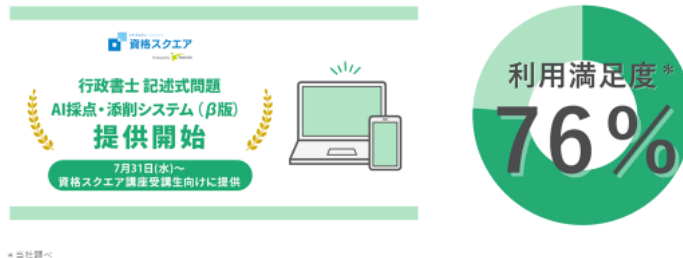 資格スクエア
行政書士 記述式問題
AI採点・添削システム（β版）
提供開始
7月31日(水)～
資格スクエア講座受講生向けに提供
利用満足度*
76%
* 当社調べ